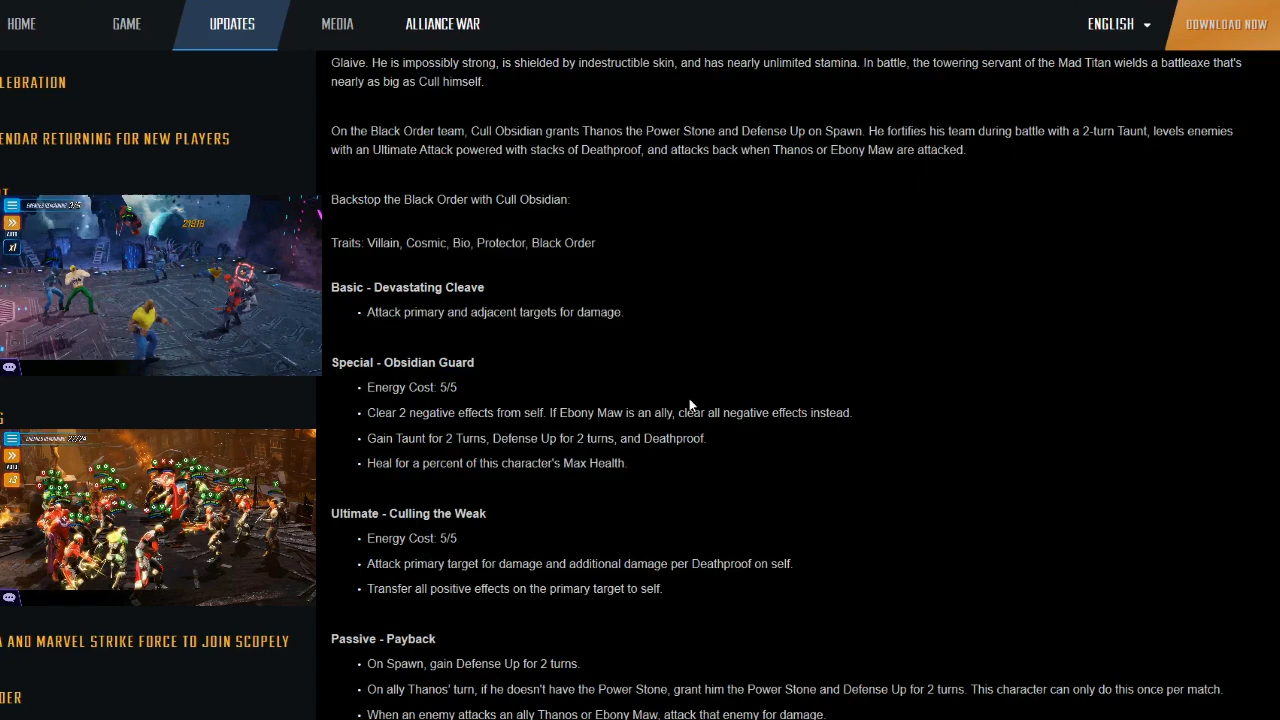 HOME GAME UPDATES MEDIA ALLIANCE WAR ENGLISH DOWNLOAD NOW
LEBRATION
ENDAR RETURNING FOR NEW PLAYERS
A AND MARVEL STRIKE FORCE TO JOIN SCOPELY
DER
Glaive. He is impossibly strong, is shielded by indestructible skin, and has nearly unlimited stamina. In battle, the towering servant of the Mad Titan wields a battleaxe that's
nearly as big as Cull himself.
On the Black Order team, Cull Obsidian grants Thanos the Power Stone and Defense Up on Spawn. He fortifies his team during battle with a 2-turn Taunt, levels enemies
with an Ultimate Attack powered with stacks of Deathproof, and attacks back when Thanos or Ebony Maw are attacked.
Backstop the Black Order with Cull Obsidian:
Traits: Villain, Cosmic, Bio, Protector, Black Order
Basic - Devastating Cleave
• Attack primary and adjacent targets for damage.
Special - Obsidian Guard
• Energy Cost: 5/5
• Clear 2 negative effects from self. If Ebony Maw is an ally, clear all negative effects instead.
• Gain Taunt for 2 Turns, Defense Up for 2 turns, and Deathproof.
• Heal for a percent of this character's Max Health.
Ultimate - Culling the Weak
• Energy Cost: 5/5
• Attack primary target for damage and additional damage per Deathproof on self.
• Transfer all positive effects on the primary target to self.
Passive - Payback
• On Spawn, gain Defense Up for 2 turns.
• On ally Thanos' turn, if he doesn't have the Power Stone, grant him the Power Stone and Defense Up for 2 turns. This character can only do this once per match.
• When an enemy attacks an ally Thanos or Ebony Maw, attack that enemy for damage.